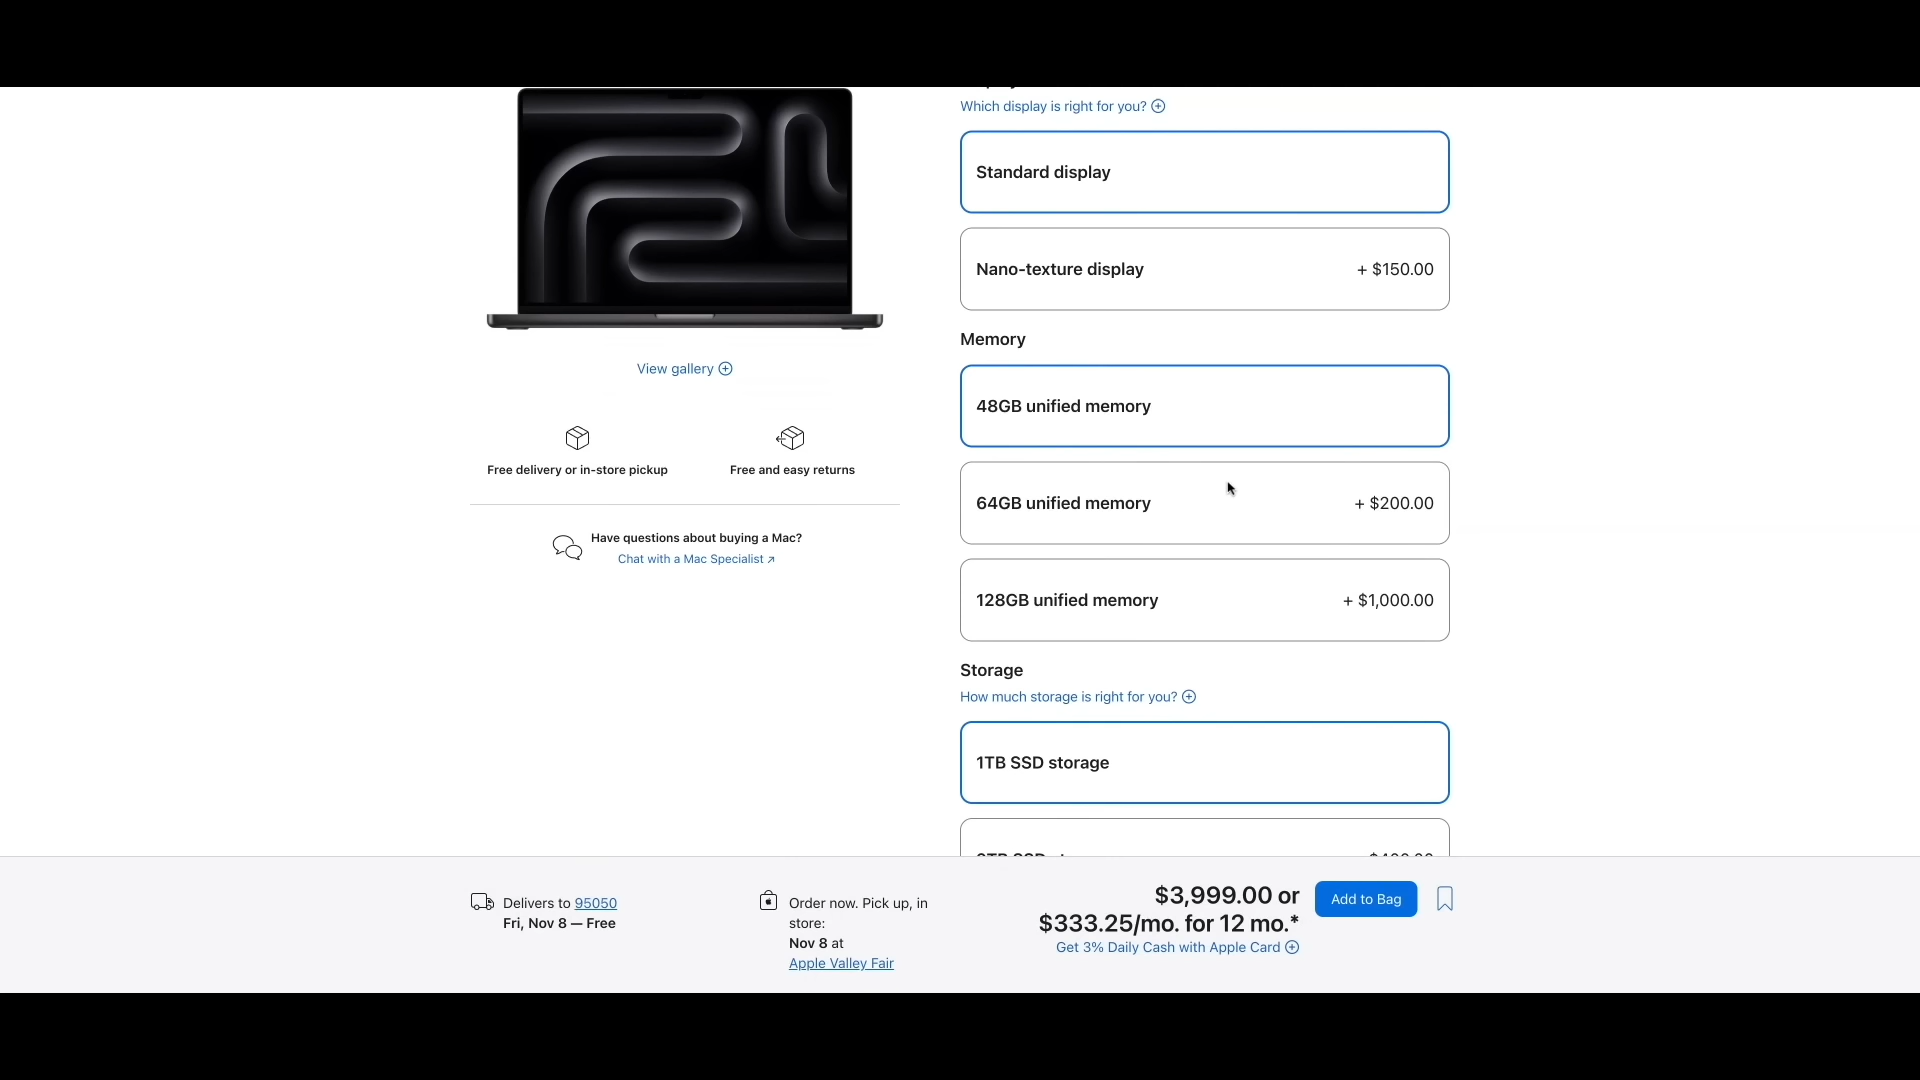 Which display is right for you?
Standard display
Nano-texture display + $150.00
Memory
48GB unified memory
64GB unified memory + $200.00
128GB unified memory + $1,000.00
Storage
How much storage is right for you?
1TB SSD storage
View gallery
Free delivery or in-store pickup
Free and easy returns
Have questions about buying a Mac?
Chat with a Mac Specialist ↗
Delivers to 95050
Fri, Nov 8 — Free
Order now. Pick up, in
store:
Nov 8 at
Apple Valley Fair
$3,999.00 or
$333.25/mo. for 12 mo.*
Get 3% Daily Cash with Apple Card
Add to Bag